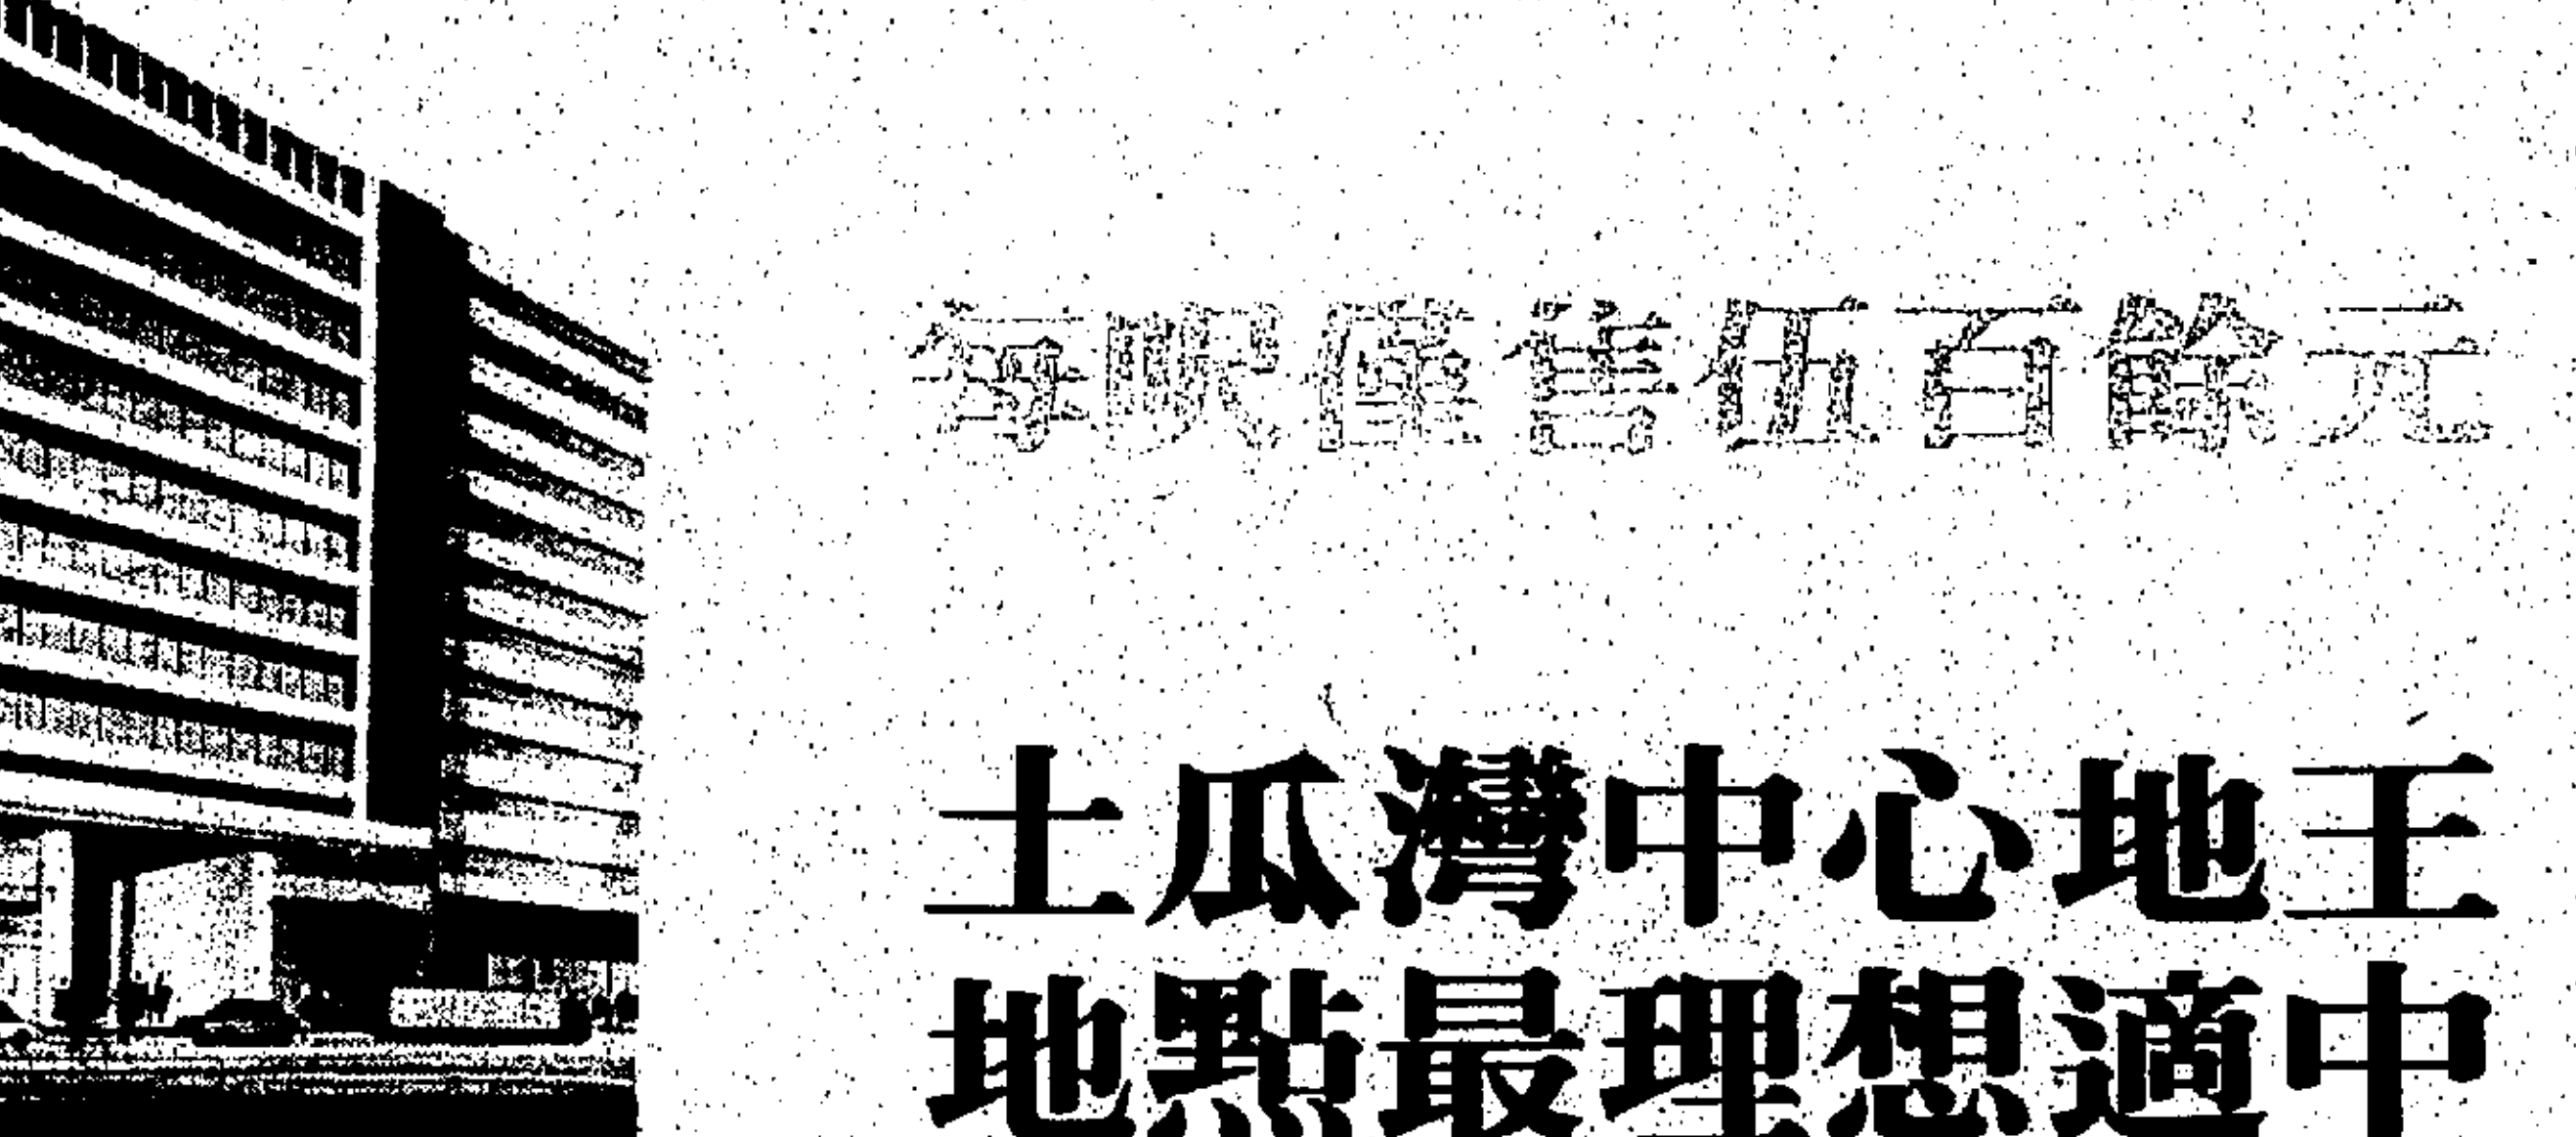 每呎僅售伍百餘元
土瓜灣中心地王
地點最理想適中